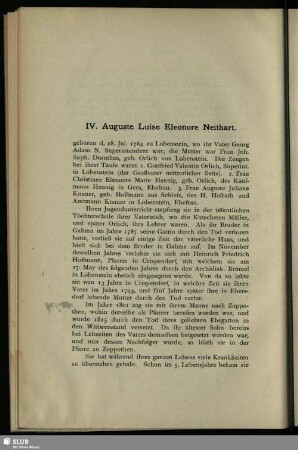 IV. Auguste Luise Eleonore Neithart.
geboren d. 28. Jul. 1764 zu Lobenstein, wo ihr Vater Georg
Adam N. Superintendent war; die Mutter war Frau Joh.
Soph. Dorothea, geb. Orlich von Lobenstein. Die Zeugen
bei ihrer Taufe waren 1. Gottfried Valentin Orlich, Superint.
in Lobenstein (der Großvater mütterlicher Seits). 2. Frau
Christiane Eleonore Marie Hennig, geb. Orlich, des Kauf-
mann Hennig in Gera, Ehefrau. 3. Frau Auguste Juliane
Knauer, geb. Hofmann aus Schleiz, des H. Hofrath und
Amtmann Knauer in Lobenstein, Ehefrau.
Ihren Jugendunterricht empfing sie in der öffentlichen
Töchterschule ihres Vaterstadt, wo die Katecheten Müller,
und später Orlich, ihre Lehrer waren. Als ihr Bruder in
Gahma im Jahre 1787 seine Gattin durch den Tod verloren
hatte, verließ sie auf einige Zeit das väterliche Haus, und
hielt sich bei dem Bruder in Gahma auf. Im November
desselben Jahres verlobte sie sich mit Heinrich Friedrich
Hoffmann, Pfarrer in Crispendorf, mit welchem sie am
27. May des folgenden Jahres durch den Archidiak.
in Lobenstein ehelich eingesegnet wurde. Von da an lebte
sie nun 13 Jahre in Crispendorf, in welcher Zeit sie ihren
Vater im Jahre 1793, und fünf Jahre später ihre in Ebers-
dorf lebende Mutter durch den Tod verlor.
Im Jahre 1801 zog sie mit ihrem Manne nach Zoppo-
then, wohin derselbe als Pfarrer berufen worden war, und
wurde 1825 durch den Tod ihres geliebten Ehegatten in
den Wittwenstand versetzt. Da ihr ältester Sohn bereits
bei Lebzeiten des Vaters demselben beigesetzt worden war,
und nun dessen Nachfolger wurde, so blieb sie in der
Pfarre zu Zoppothen.
Sie hat während ihres ganzen Lebens viele Krankheiten
zu überstehen gehabt. Schon im 5. Lebensjahre bekam sie
SLUB
Wir führen Wissen.